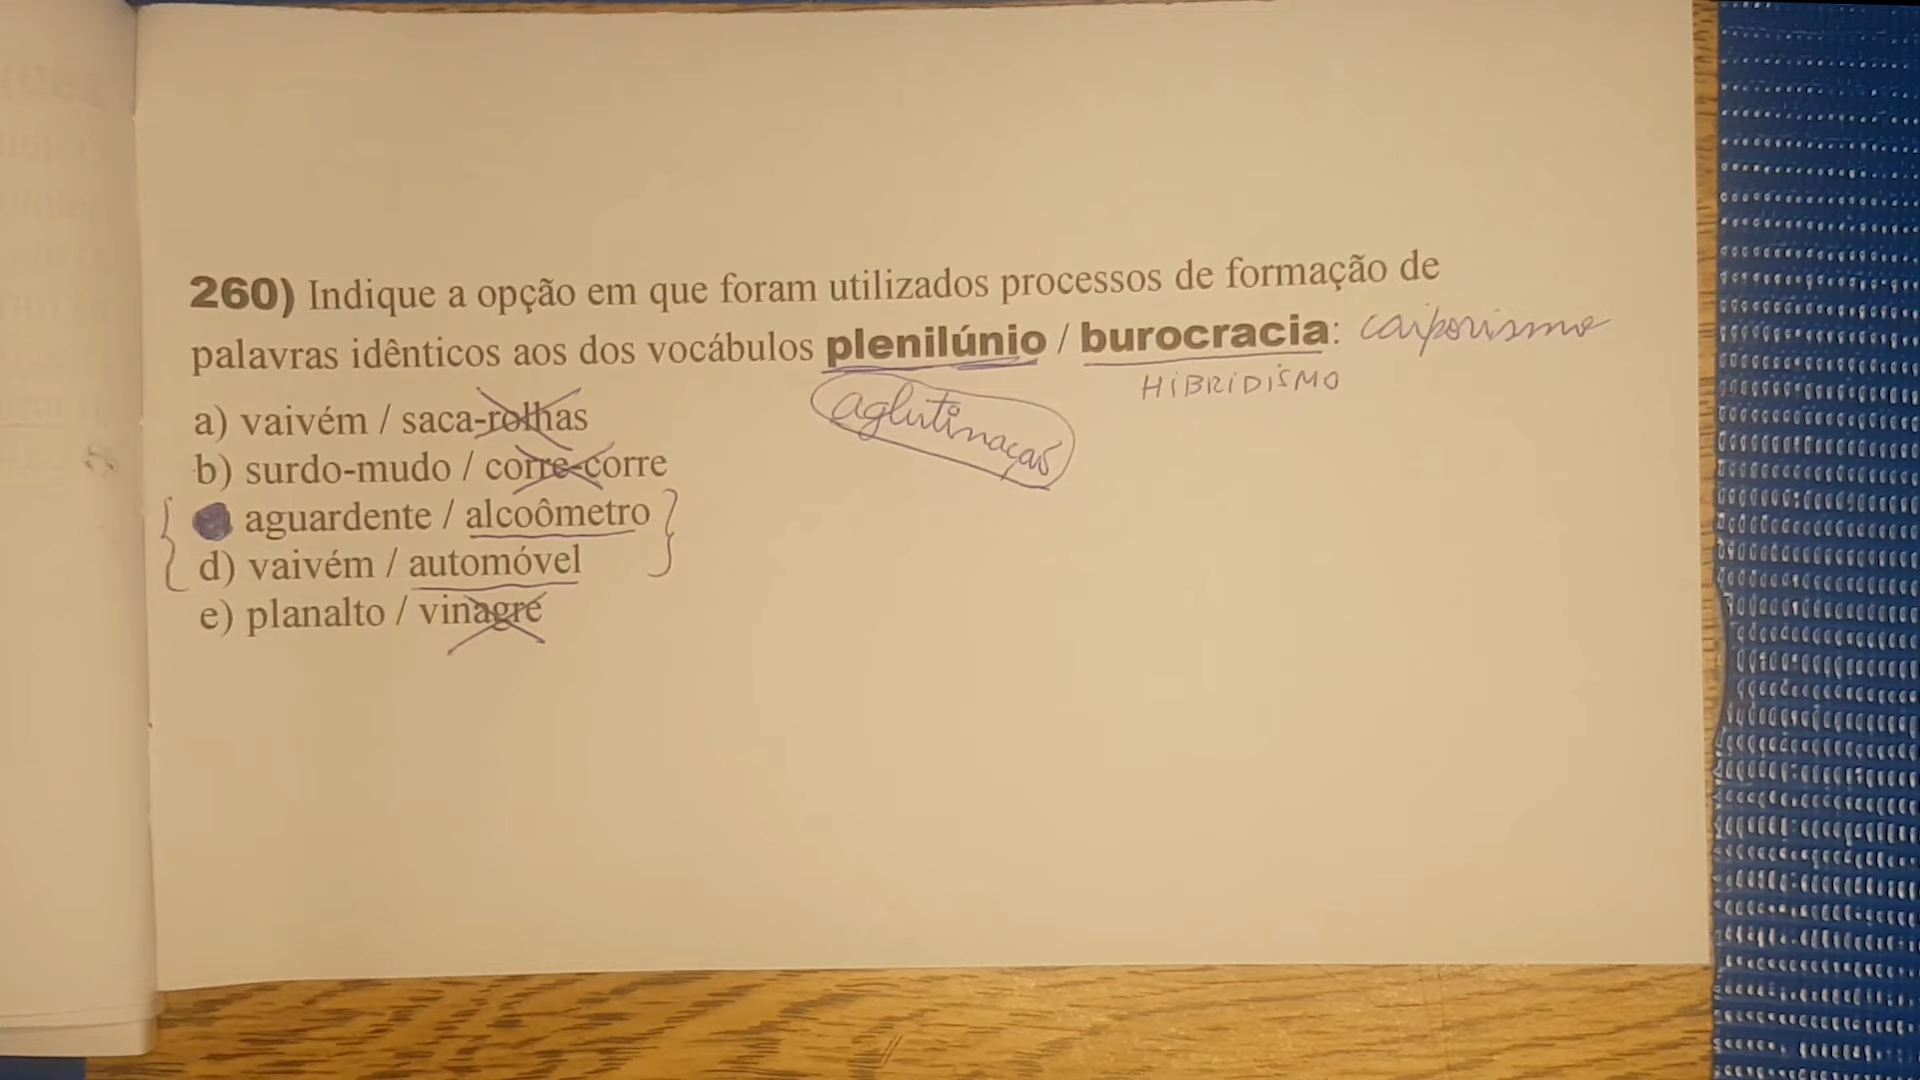 260) Indique a opção em que foram utilizados processos de formação de
palavras idênticos aos dos vocábulos plenilúnio / burocracia: caiporismo
HIBRIDISMO
aglutinação
a) vaivém / saca-rolhas
b) surdo-mudo / corre-corre
aguardente / alcoômetro
d) vaivém / automóvel
e) planalto / vinagre